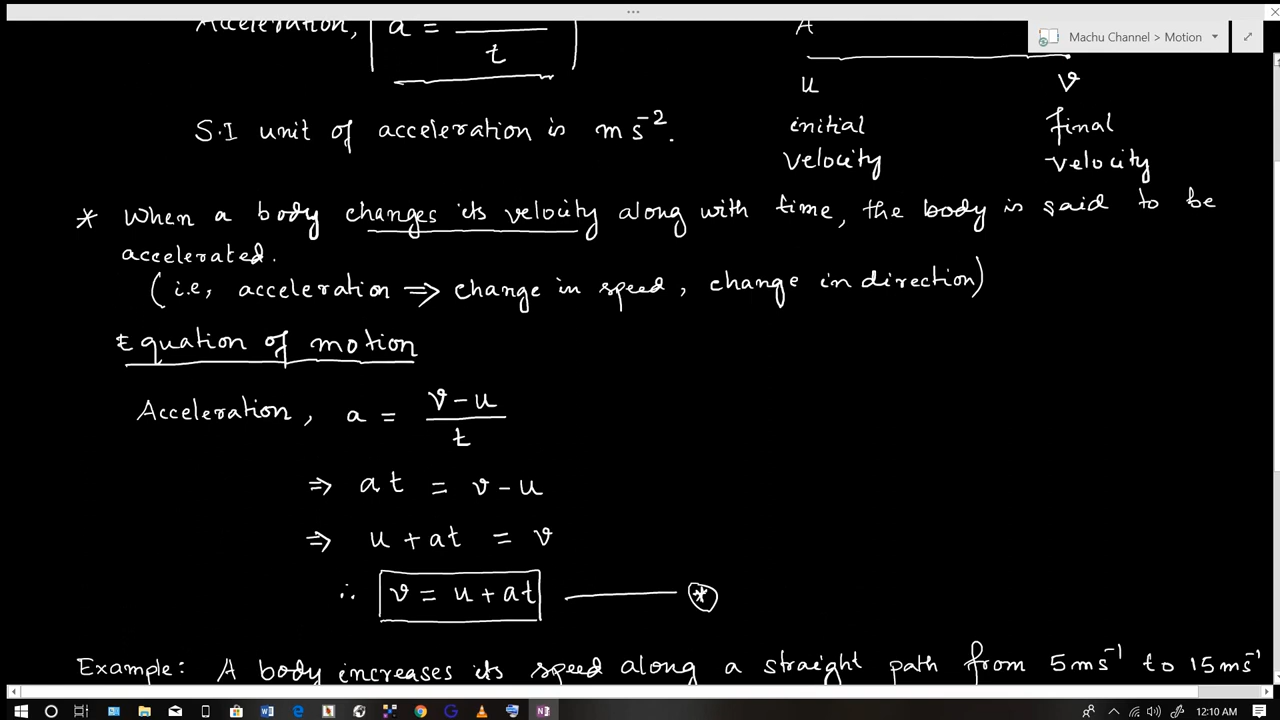 ...
Machu Channel > Motion
Acceleration, a =
t
A
u v
initial final
velocity velocity
S.I unit of acceleration is ms⁻².
* When a body changes its velocity along with time, the body is said to be
accelerated.
(i.e, acceleration ⇒ change in speed, change in direction)
Equation of motion
Acceleration, a = v-u
t
⇒ at = v-u
⇒ u + at = v
∴ v = u + at ——— *
Example: A body increases its speed along a straight path from 5ms⁻¹ to 15ms⁻¹
12:10 AM